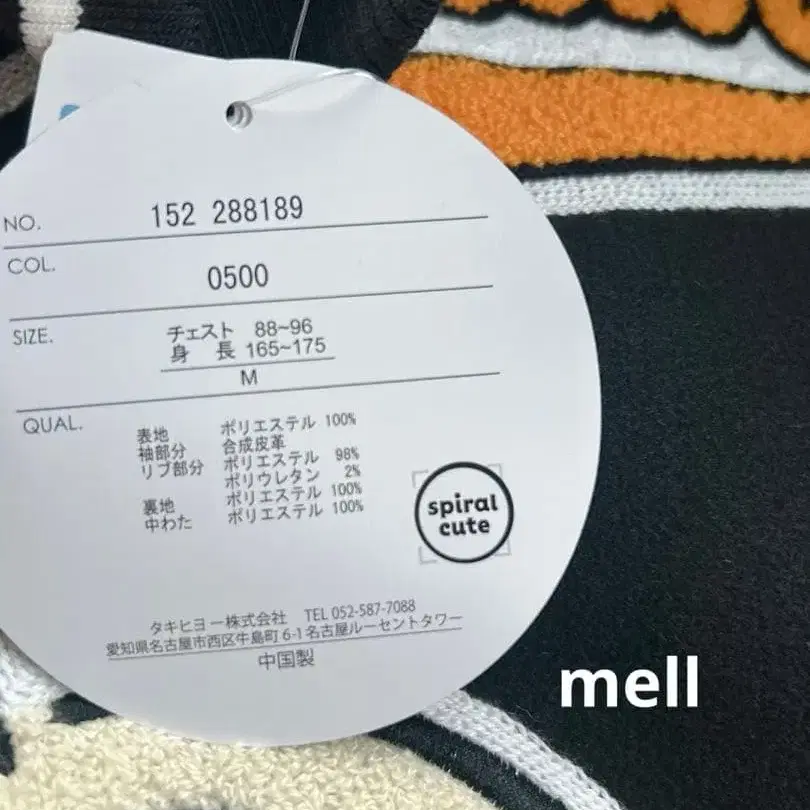 NO. 152 288189
COL. 0500
SIZE. チェスト 88~96
身 長 165~175
M
QUAL. 表地 ポリエステル 100%
袖部分 合成皮革
リブ部分 ポリエステル 98%
ポリウレタン 2%
裏地 ポリエステル 100%
中わた ポリエステル 100%
spiral
cute
タキヒヨー株式会社 TEL 052-587-7088
愛知県名古屋市西区牛島町6-1名古屋ルーセントタワー
中国製
mell